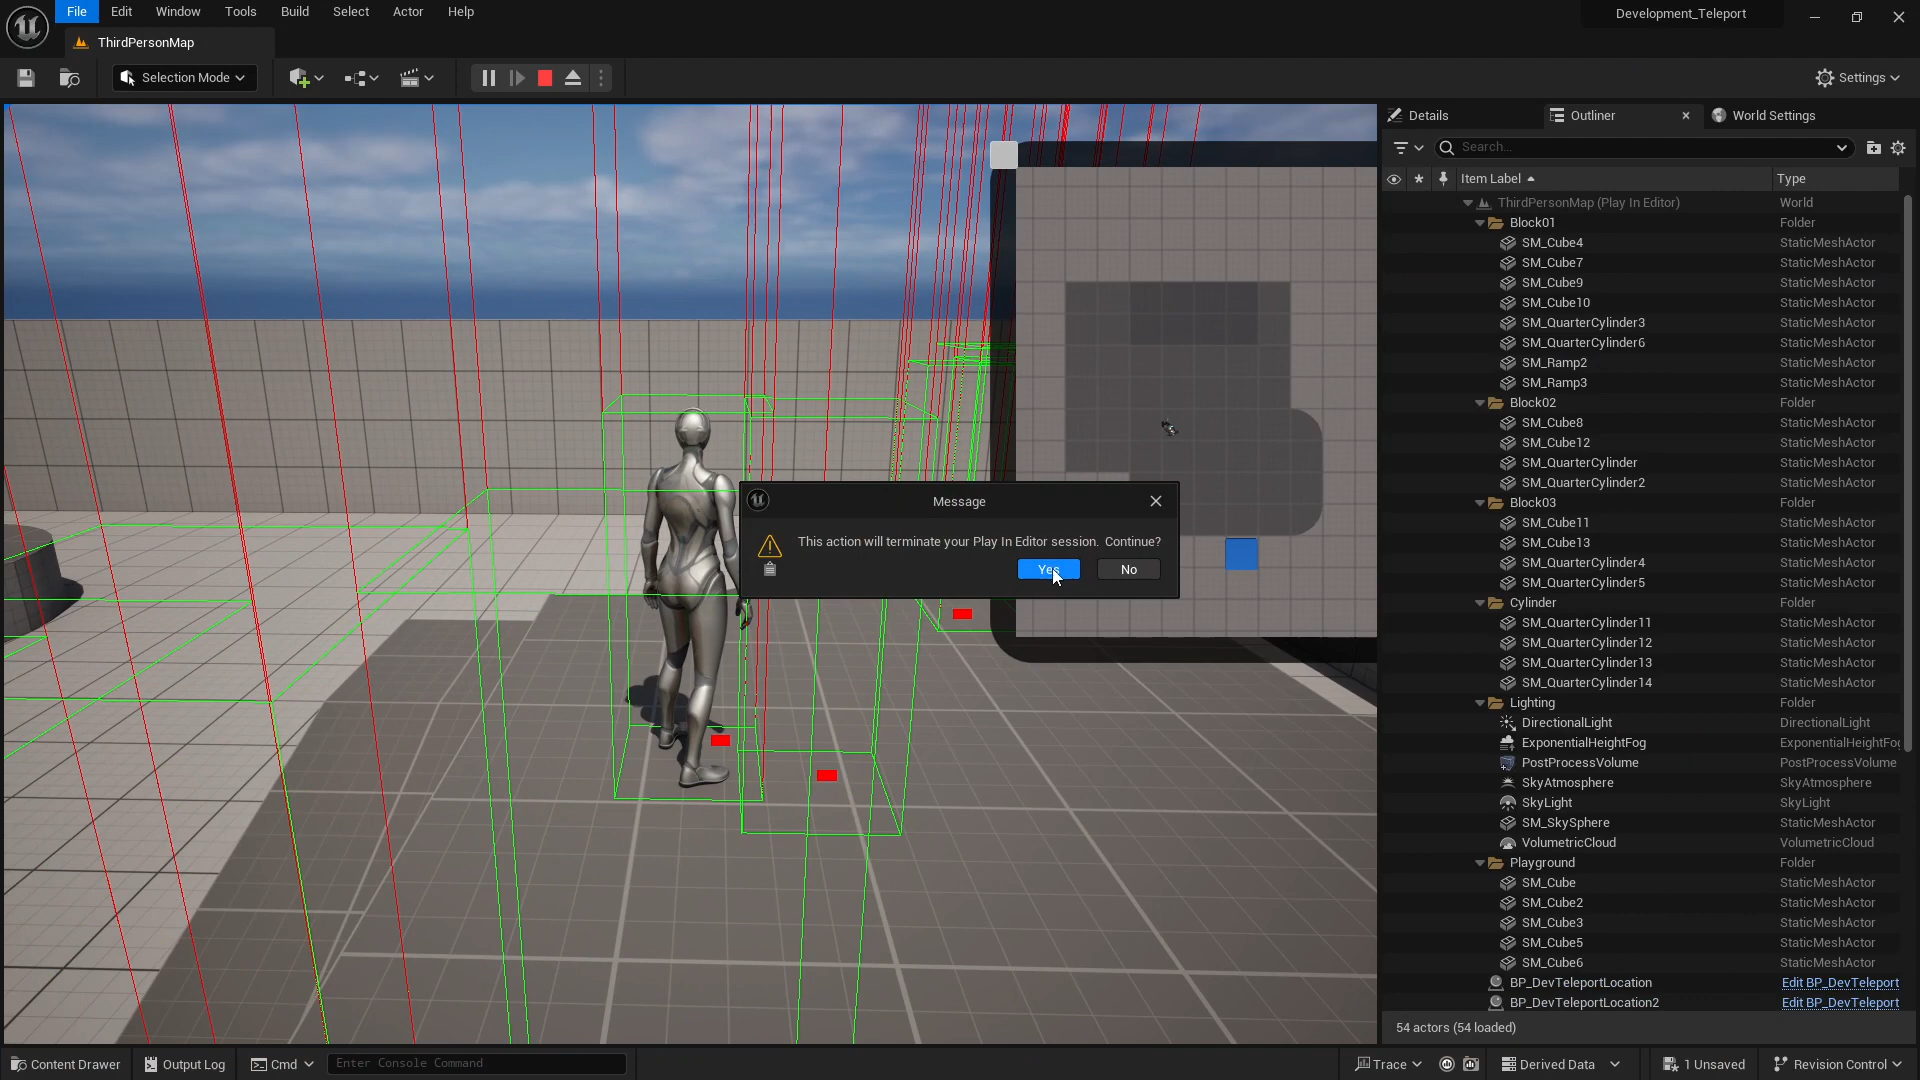 File Edit Window Tools Build Select Actor Help
Development_Teleport
ThirdPersonMap
Selection Mode
Settings
Details
Outliner
World Settings
Search...
Item Label
Type
ThirdPersonMap (Play In Editor) World
Block01 Folder
SM_Cube4 StaticMeshActor
SM_Cube7 StaticMeshActor
SM_Cube9 StaticMeshActor
SM_Cube10 StaticMeshActor
SM_QuarterCylinder3 StaticMeshActor
SM_QuarterCylinder6 StaticMeshActor
SM_Ramp2 StaticMeshActor
SM_Ramp3 StaticMeshActor
Block02 Folder
SM_Cube8 StaticMeshActor
SM_Cube12 StaticMeshActor
SM_QuarterCylinder StaticMeshActor
SM_QuarterCylinder2 StaticMeshActor
Block03 Folder
SM_Cube11 StaticMeshActor
SM_Cube13 StaticMeshActor
SM_QuarterCylinder4 StaticMeshActor
SM_QuarterCylinder5 StaticMeshActor
Cylinder Folder
SM_QuarterCylinder11 StaticMeshActor
SM_QuarterCylinder12 StaticMeshActor
SM_QuarterCylinder13 StaticMeshActor
SM_QuarterCylinder14 StaticMeshActor
Lighting Folder
DirectionalLight DirectionalLight
ExponentialHeightFog ExponentialHeightFog
PostProcessVolume PostProcessVolume
SkyAtmosphere SkyAtmosphere
SkyLight SkyLight
SM_SkySphere StaticMeshActor
VolumetricCloud VolumetricCloud
Playground Folder
SM_Cube StaticMeshActor
SM_Cube2 StaticMeshActor
SM_Cube3 StaticMeshActor
SM_Cube5 StaticMeshActor
SM_Cube6 StaticMeshActor
BP_DevTeleportLocation Edit BP_DevTeleport
BP_DevTeleportLocation2 Edit BP_DevTeleport
54 actors (54 loaded)
Message
This action will terminate your Play In Editor session. Continue?
Yes
No
Content Drawer
Output Log
Cmd
Enter Console Command
Trace
Derived Data
1 Unsaved
Revision Control